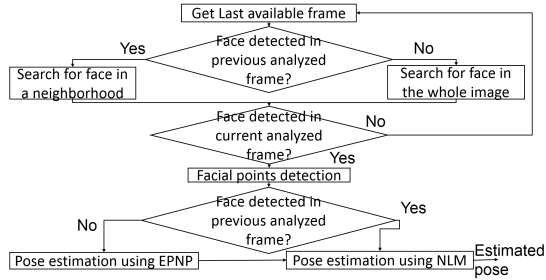 Get Last available frame
Yes
Face detected in
previous analyzed
frame?
No
Search for face in
a neighborhood
Search for face in
the whole image
Face detected in
current analyzed
frame?
No
Yes
Facial points detection
Face detected in
previous analyzed
frame?
No
Yes
Pose estimation using EPNP
Pose estimation using NLM
Estimated
pose